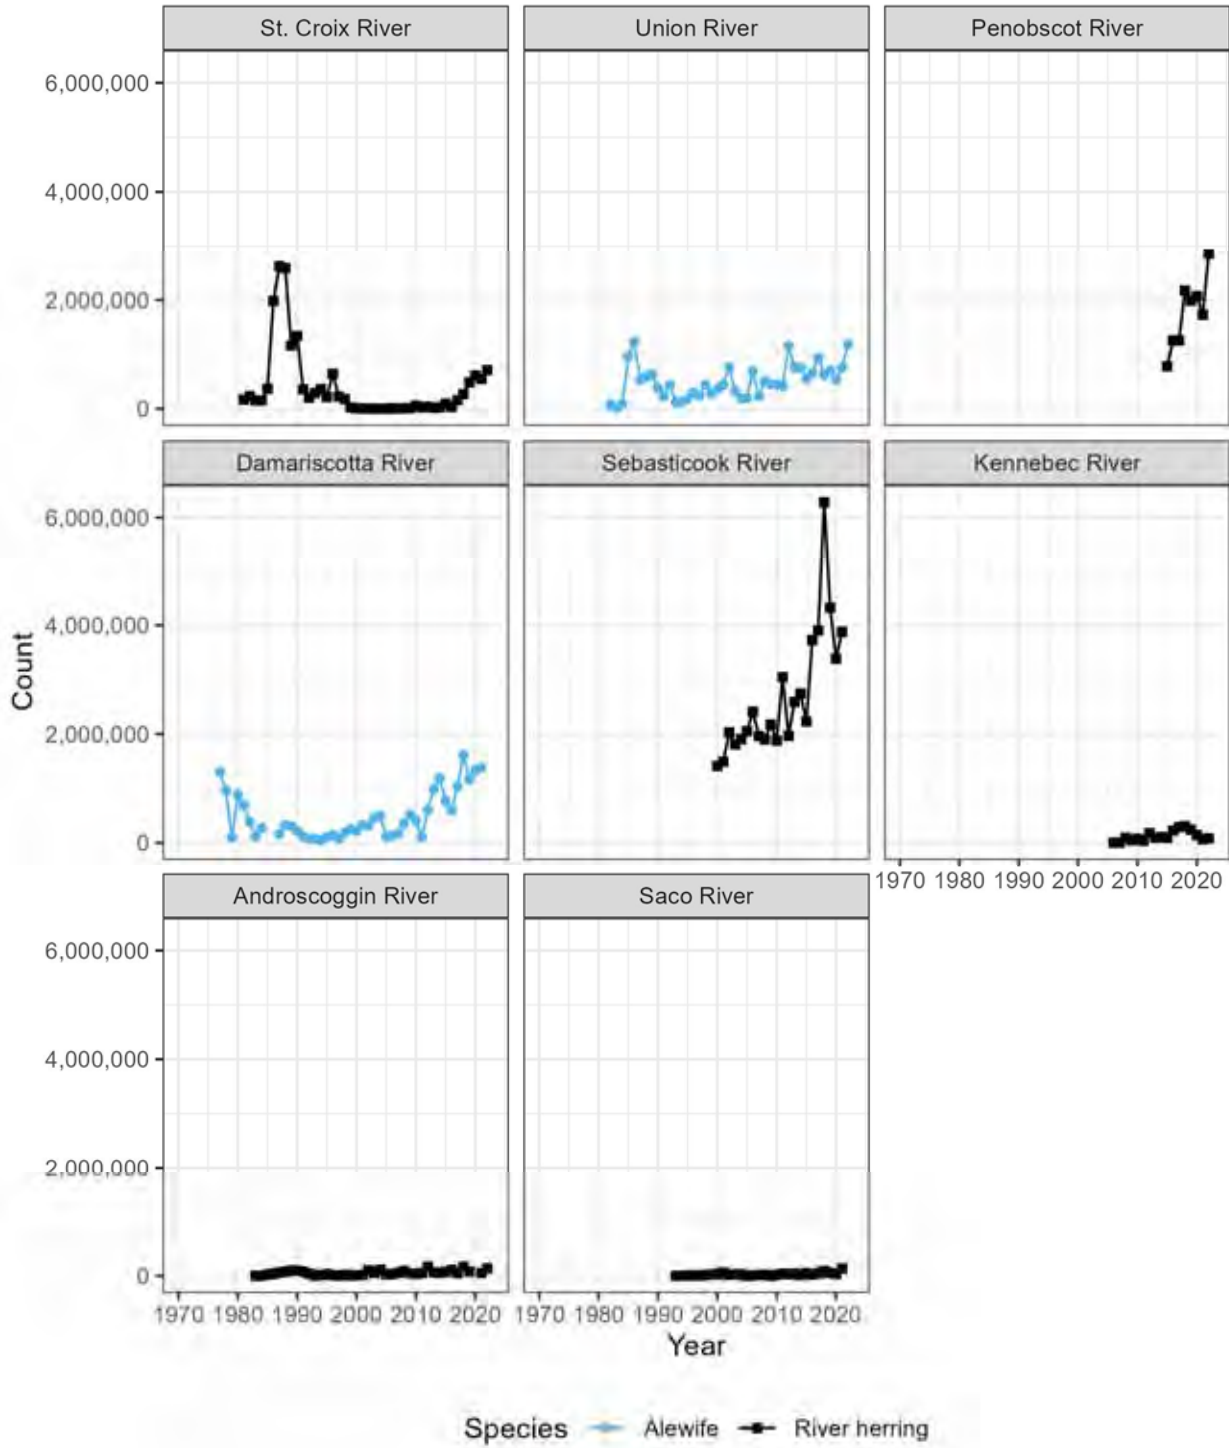 St. Croix River Union River Penobscot River
6,000,000
4,000,000
2,000,000
0
Damariscotta River Sebasticook River Kennebec River
6,000,000
4,000,000
Count
2,000,000
0
1970 1980 1990 2000 2010 2020
Androscoggin River Saco River
6,000,000
4,000,000
2,000,000
0
1970 1980 1990 2000 2010 2020 1970 1980 1990 2000 2010 2020
Year
Species Alewife River herring